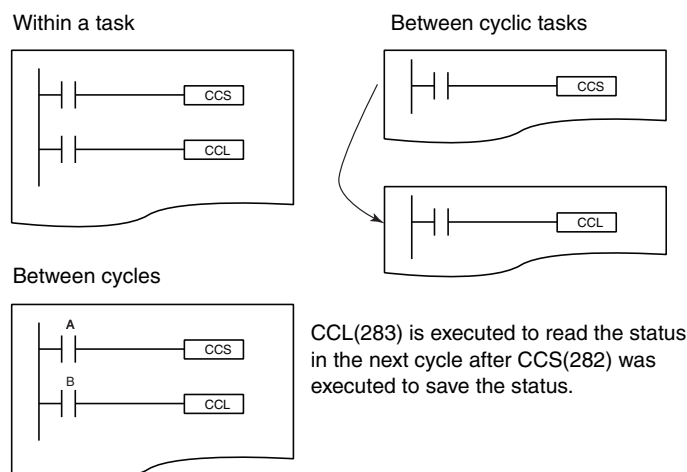 Within a task
CCS
CCL
Between cyclic tasks
CCS
CCL
Between cycles
A
CCS
B
CCL
CCL(283) is executed to read the status
in the next cycle after CCS(282) was
executed to save the status.